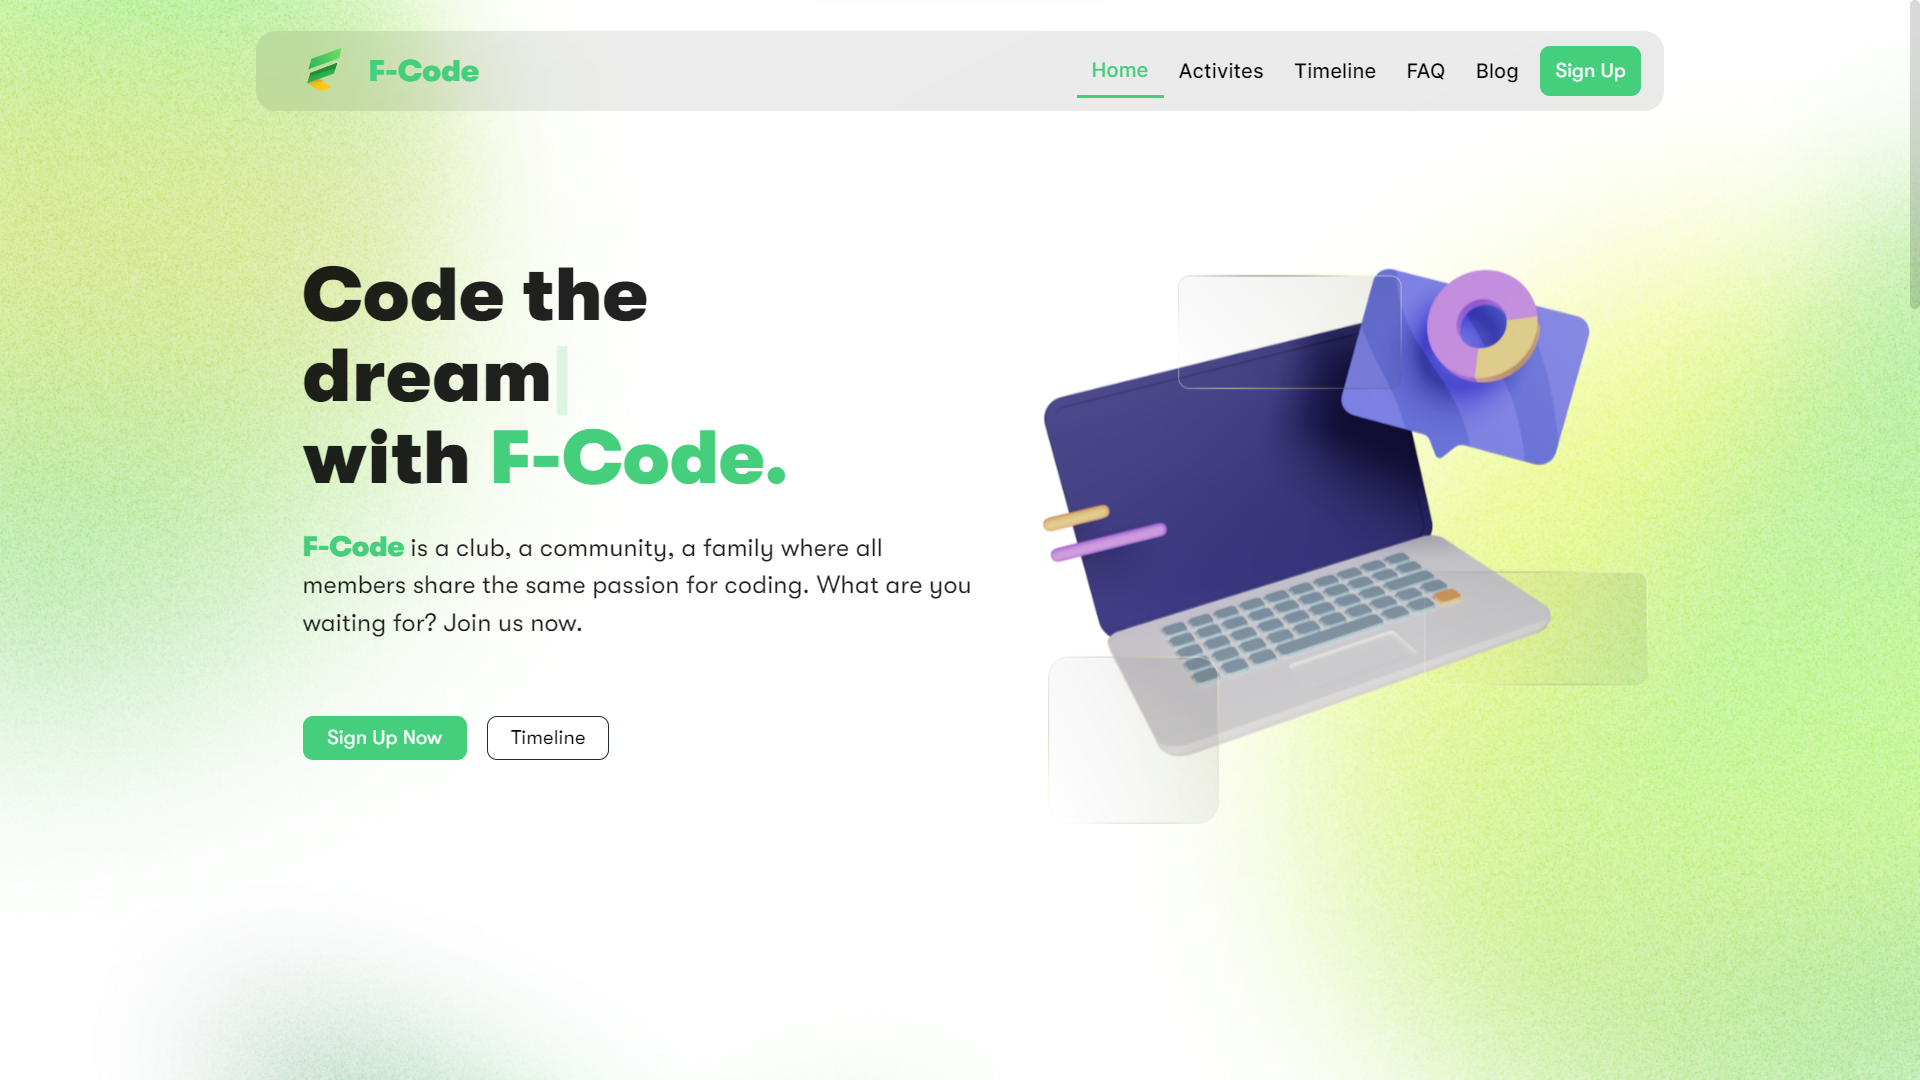 F-Code
Home Activites Timeline FAQ Blog Sign Up
Code the
dream
with F-Code.
F-Code is a club, a community, a family where all
members share the same passion for coding. What are you
waiting for? Join us now.
Sign Up Now Timeline